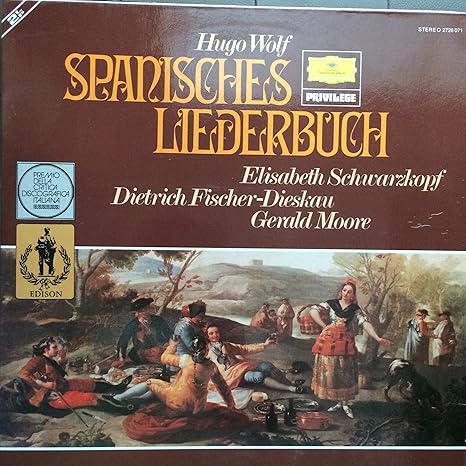 2LP
STEREO 2726 071
Hugo Wolf
SPANISCHES
LIEDERBUCH
PRIVILEGE
Elisabeth Schwarzkopf
Dietrich Fischer-Dieskau
Gerald Moore
PREMIO
DELLA
CRITICA
DISCOGRAFICA
ITALIANA
EDISON